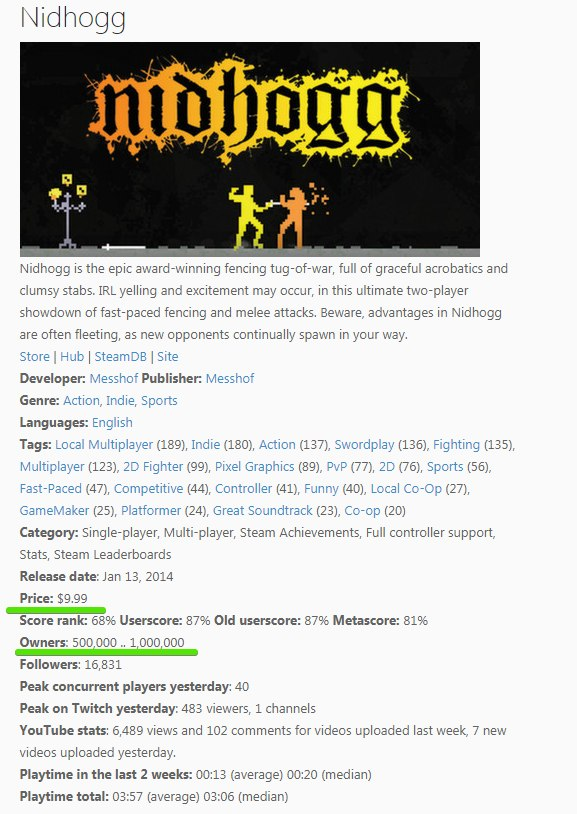 Nidhogg
nidhogg
Nidhogg is the epic award-winning fencing tug-of-war, full of graceful acrobatics and
clumsy stabs. IRL yelling and excitement may occur, in this ultimate two-player
showdown of fast-paced fencing and melee attacks. Beware, advantages in Nidhogg
are often fleeting, as new opponents continually spawn in your way.
Store | Hub | SteamDB | Site
Developer: Messhof Publisher: Messhof
Genre: Action, Indie, Sports
Languages: English
Tags: Local Multiplayer (189), Indie (180), Action (137), Swordplay (136), Fighting (135),
Multiplayer (123), 2D Fighter (99), Pixel Graphics (89), PvP (77), 2D (76), Sports (56),
Fast-Paced (47), Competitive (44), Controller (41), Funny (40), Local Co-Op (27),
GameMaker (25), Platformer (24), Great Soundtrack (23), Co-op (20)
Category: Single-player, Multi-player, Steam Achievements, Full controller support,
Stats, Steam Leaderboards
Release date: Jan 13, 2014
Price: $9.99
Score rank: 68% Userscore: 87% Old userscore: 87% Metascore: 81%
Owners: 500,000 .. 1,000,000
Followers: 16,831
Peak concurrent players yesterday: 40
Peak on Twitch yesterday: 483 viewers, 1 channels
YouTube stats: 6,489 views and 102 comments for videos uploaded last week, 7 new
videos uploaded yesterday.
Playtime in the last 2 weeks: 00:13 (average) 00:20 (median)
Playtime total: 03:57 (average) 03:06 (median)